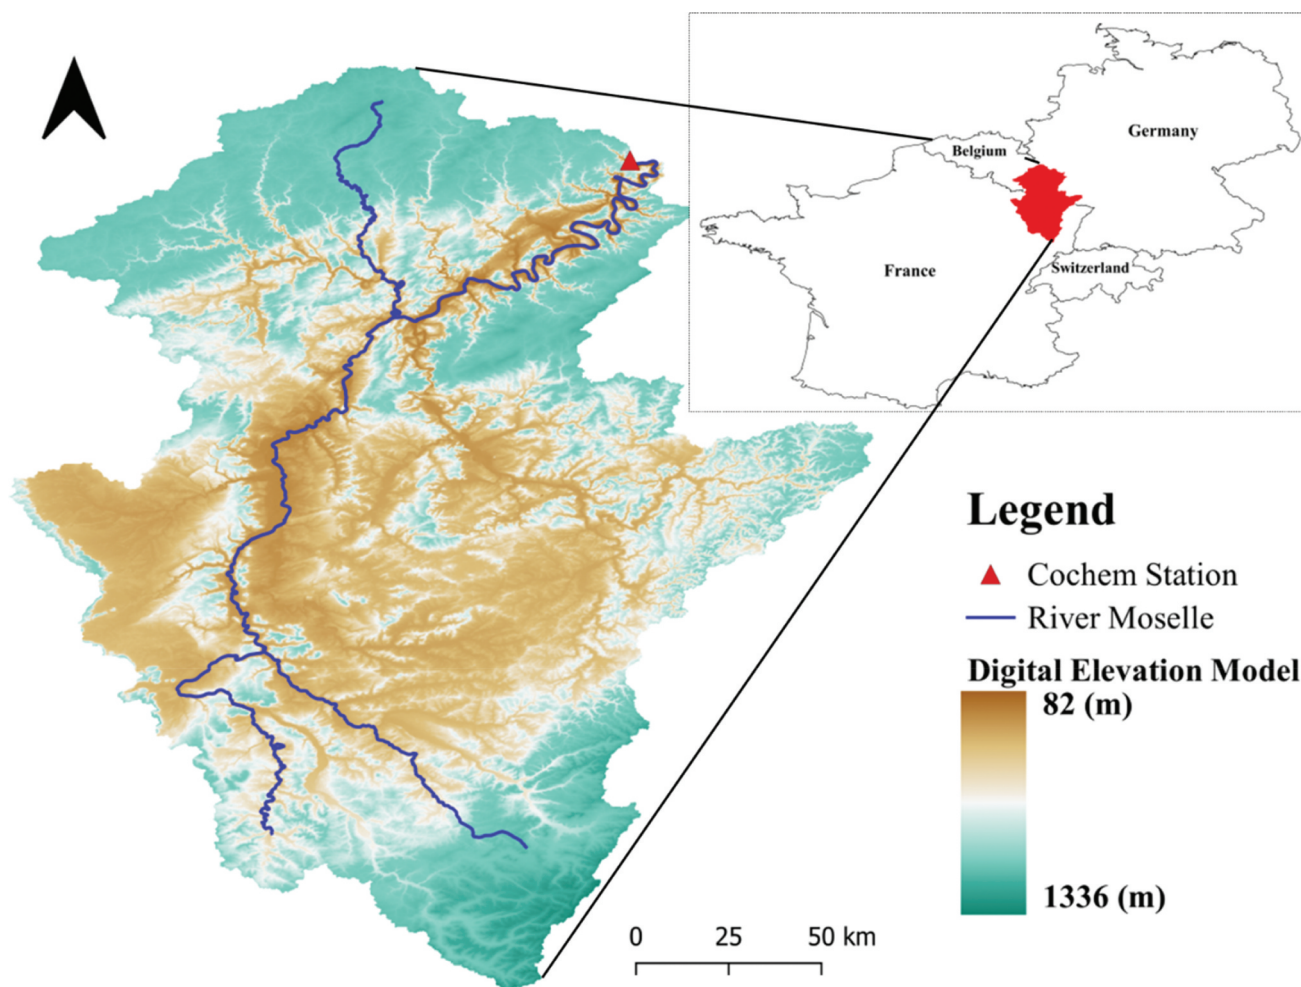 Germany
Belgium
France
Switzerland
Legend
Cochem Station
River Moselle
Digital Elevation Model
82 (m)
1336 (m)
0 25 50 km